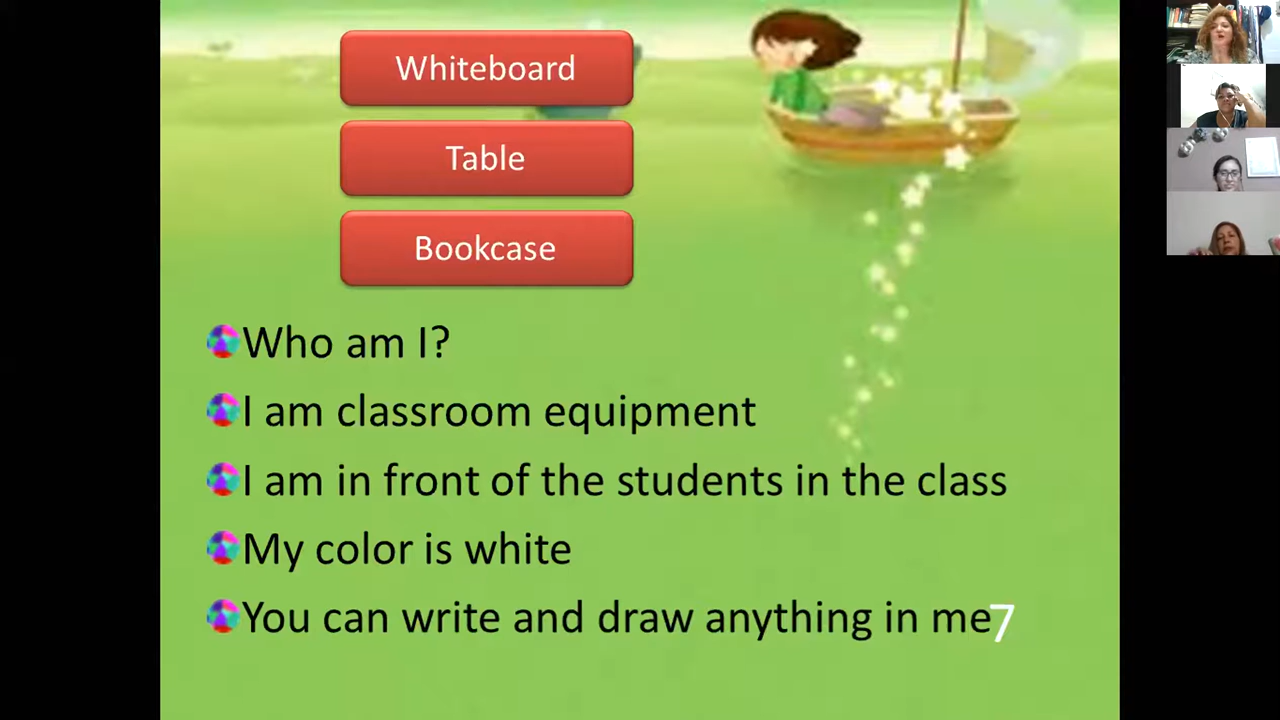 Whiteboard
Table
Bookcase
Who am I?
I am classroom equipment
I am in front of the students in the class
My color is white
You can write and draw anything in me
7